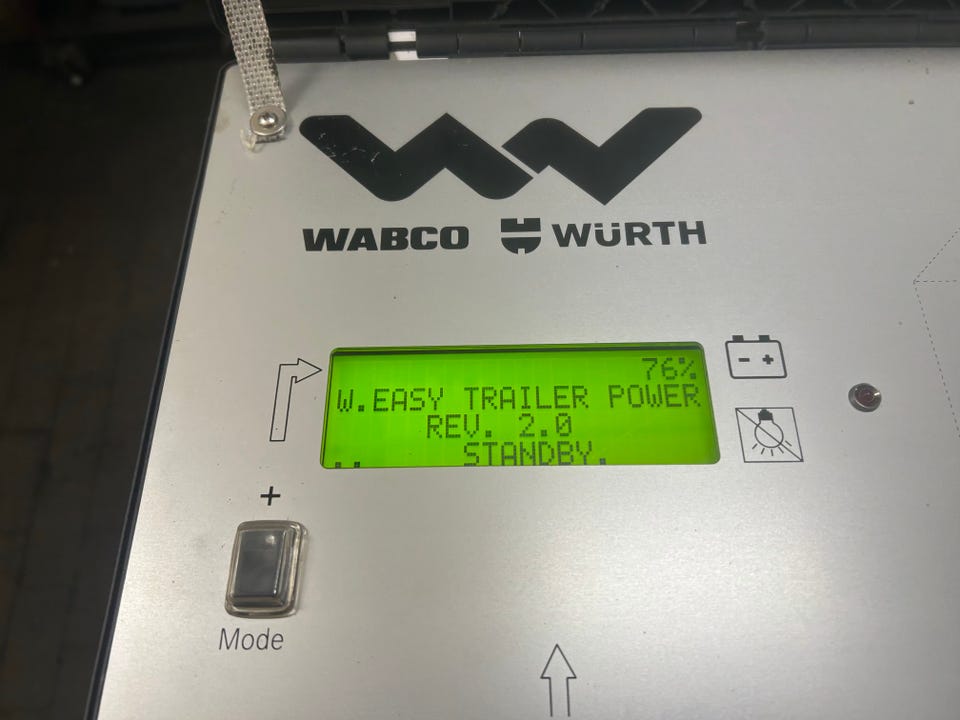 WABCO WÜRTH
76%
W.EASY TRAILER POWER
REV. 2.0
.. STANDBY.
- +
+
Mode